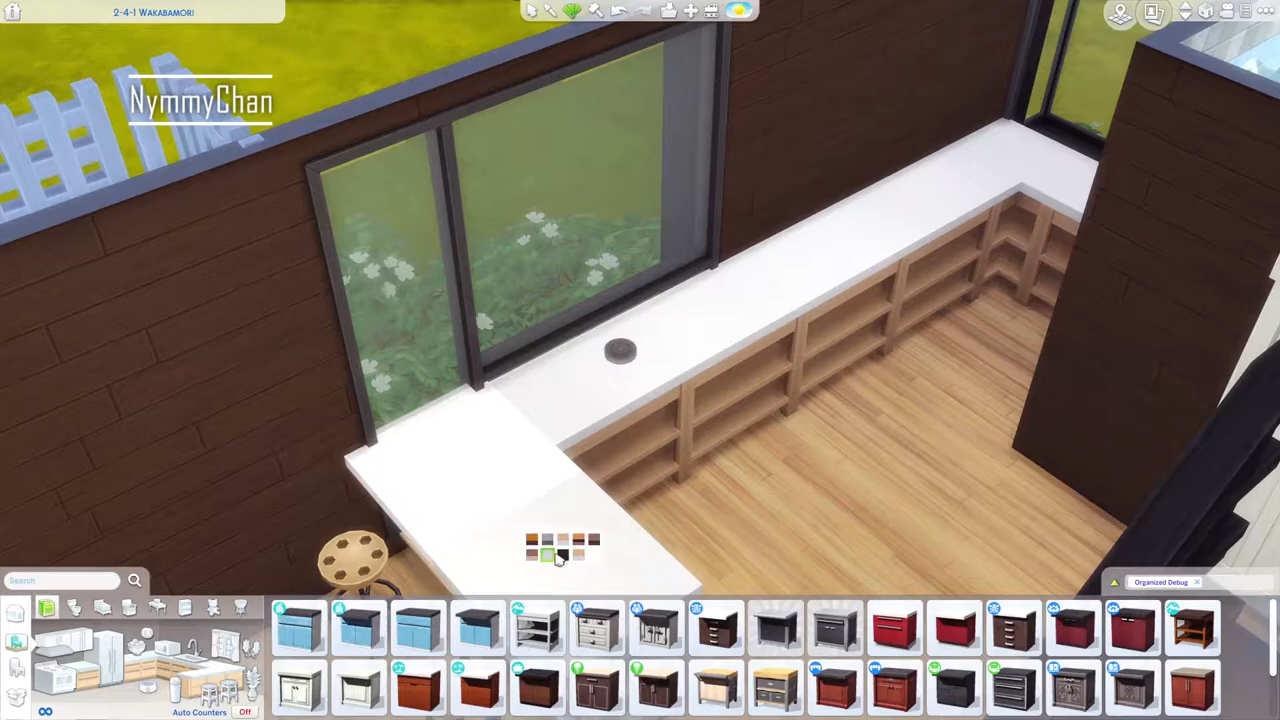 2-4-1 WAKABAMORI
NymmyChan
Search
Organized Debug
Auto Counters Off